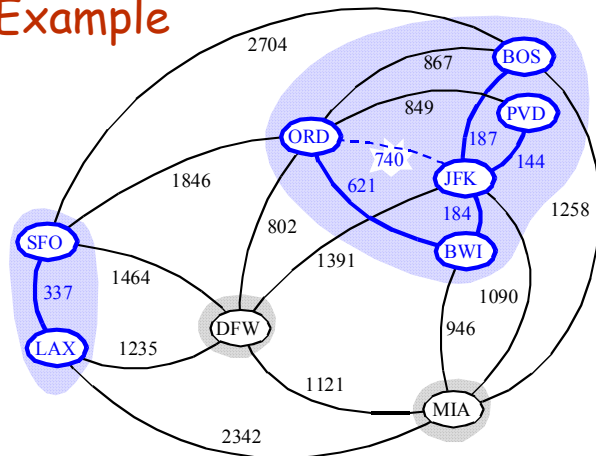 Example
2704
BOS
867
849
PVD
ORD
187
740
144
JFK
1846
621
184
802
1258
SFO
BWI
1391
1464
337
1090
DFW
946
LAX
1235
1121
MIA
2342